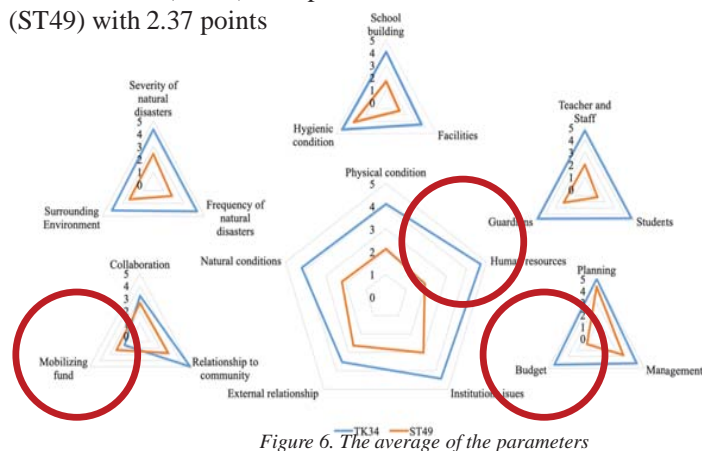 (ST49) with 2.37 points
School
building
5
4
3
2
1
0
Hygienic
condition
Facilities
Severity of
natural
disasters
5
4
3
2
1
0
Surrounding
Environment
Frequency of
natural
disasters
Teacher and
Staff
5
4
3
2
1
0
Guardians
Students
Physical condition
5
4
3
2
1
0
Natural conditions
Human resources
External relationship
Institution isues
Collaboration
5
4
3
2
1
0
Mobilizing
fund
Relationship to
community
Planning
5
4
3
2
1
0
Budget
Management
TK34
ST49
Figure 6. The average of the parameters